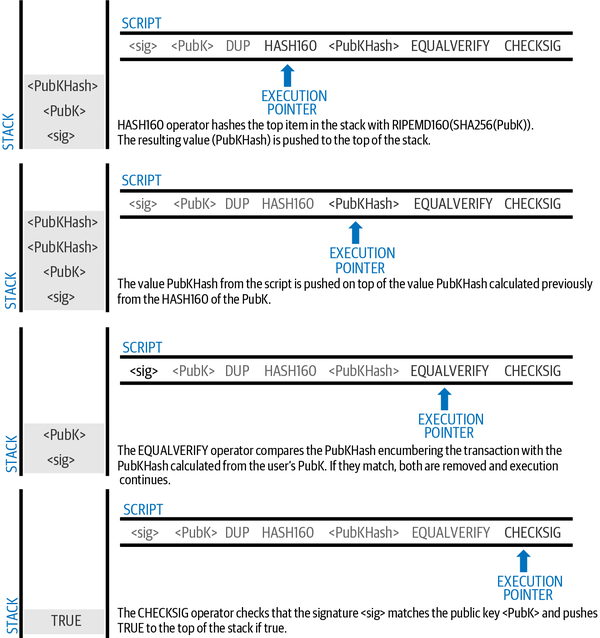 SCRIPT
<sig> <PubK> DUP HASH160 <PubKHash> EQUALVERIFY CHECKSIG
<PubKHash>
<PubK>
<sig>
STACK
EXECUTION
POINTER
HASH160 operator hashes the top item in the stack with RIPEMD160(SHA256(PubK)).
The resulting value (PubKHash) is pushed to the top of the stack.
SCRIPT
<sig> <PubK> DUP HASH160 <PubKHash> EQUALVERIFY CHECKSIG
<PubKHash>
<PubKHash>
<PubK>
<sig>
STACK
EXECUTION
POINTER
The value PubKHash from the script is pushed on top of the value PubKHash calculated previously
from the HASH160 of the PubK.
SCRIPT
<sig> <PubK> DUP HASH160 <PubKHash> EQUALVERIFY CHECKSIG
<PubK>
<sig>
STACK
EXECUTION
POINTER
The EQUALVERIFY operator compares the PubKHash encumbering the transaction with the
PubKHash calculated from the user's PubK. If they match, both are removed and execution
continues.
SCRIPT
<sig> <PubK> DUP HASH160 <PubKHash> EQUALVERIFY CHECKSIG
TRUE
STACK
EXECUTION
POINTER
The CHECKSIG operator checks that the signature <sig> matches the public key <PubK> and pushes
TRUE to the top of the stack if true.